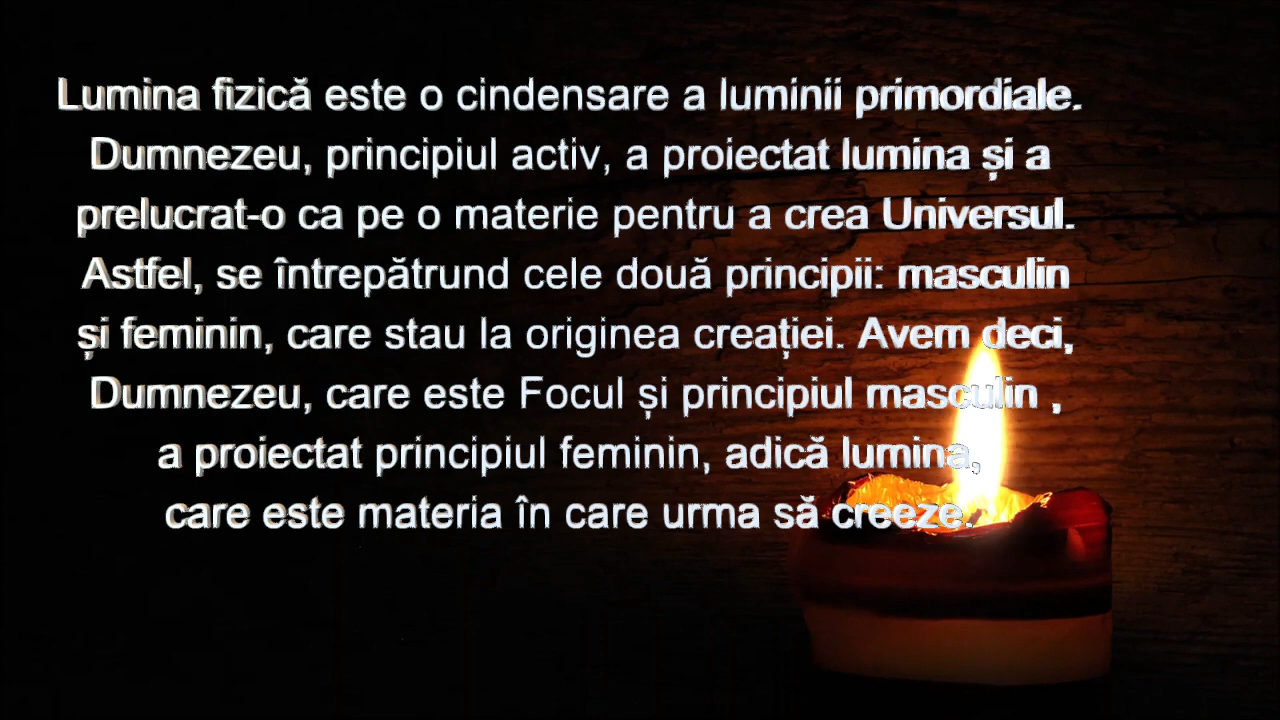 Lumina fizică este o cindensare a luminii primordiale.
Dumnezeu, principiul activ, a proiectat lumina și a
prelucrat-o ca pe o materie pentru a crea Universul.
Astfel, se întrepătrund cele două principii: masculin
și feminin, care stau la originea creației. Avem deci,
Dumnezeu, care este Focul și principiul masculin ,
a proiectat principiul feminin, adică lumina,
care este materia în care urma să creeze.